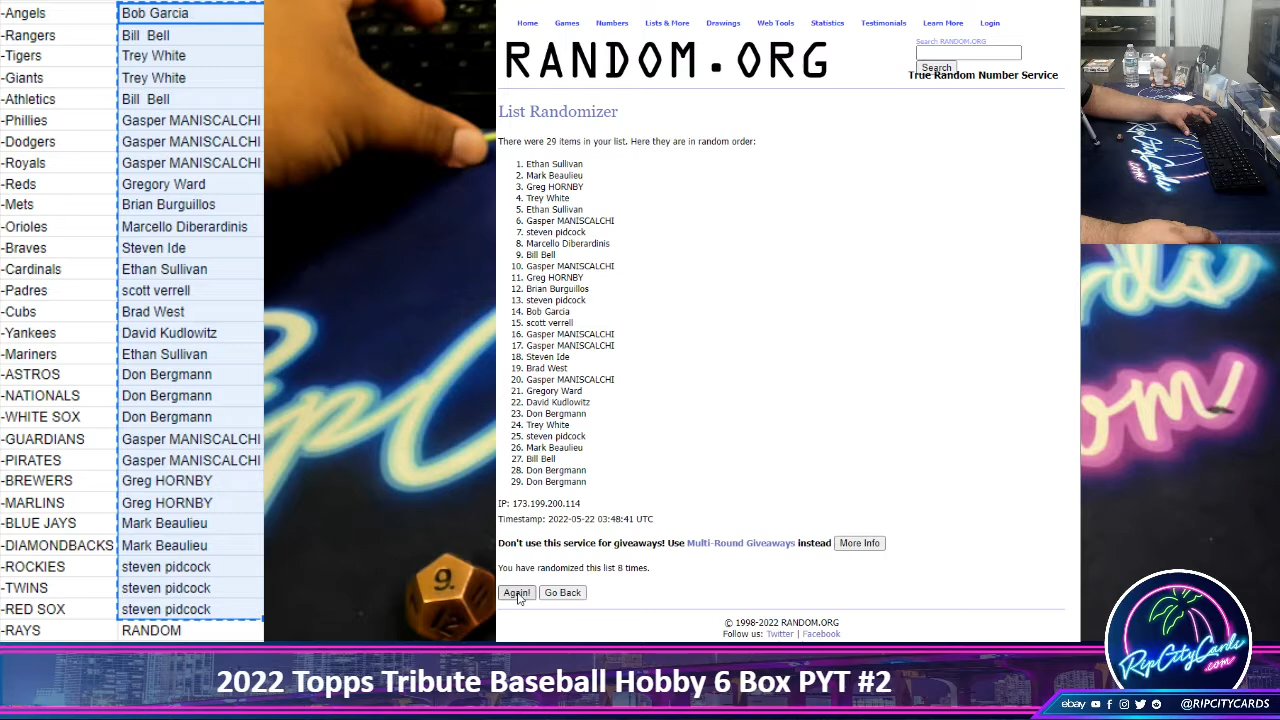 -Angels Bob Garcia
-Rangers Bill  Bell
-Tigers Trey White
-Giants Trey White
-Athletics Bill  Bell
-Phillies Gasper MANISCALCHI
-Dodgers Gasper MANISCALCHI
-Royals Gasper MANISCALCHI
-Reds Gregory Ward
-Mets Brian Burguillos
-Orioles Marcello Diberardinis
-Braves Steven Ide
-Cardinals Ethan Sullivan
-Padres scott verrell
-Cubs Brad West
-Yankees David Kudlowitz
-Mariners Ethan Sullivan
-ASTROS Don Bergmann
-NATIONALS Don Bergmann
-WHITE SOX Don Bergmann
-GUARDIANS Gasper MANISCALCHI
-PIRATES Gasper MANISCALCHI
-BREWERS Greg HORNBY
-MARLINS Greg HORNBY
-BLUE JAYS Mark Beaulieu
-DIAMONDBACKS Mark Beaulieu
-ROCKIES steven pidcock
-TWINS steven pidcock
-RED SOX steven pidcock
-RAYS RANDOM
9.
Home Games Numbers Lists & More Drawings Web Tools Statistics Testimonials Learn More Login
RANDOM.ORG
Search RANDOM.ORG
Search
True Random Number Service
List Randomizer
There were 29 items in your list. Here they are in random order:
1. Ethan Sullivan
2. Mark Beaulieu
3. Greg HORNBY
4. Trey White
5. Ethan Sullivan
6. Gasper MANISCALCHI
7. steven pidcock
8. Marcello Diberardinis
9. Bill Bell
10. Gasper MANISCALCHI
11. Greg HORNBY
12. Brian Burguillos
13. steven pidcock
14. Bob Garcia
15. scott verrell
16. Gasper MANISCALCHI
17. Gasper MANISCALCHI
18. Steven Ide
19. Brad West
20. Gasper MANISCALCHI
21. Gregory Ward
22. David Kudlowitz
23. Don Bergmann
24. Trey White
25. steven pidcock
26. Mark Beaulieu
27. Bill Bell
28. Don Bergmann
29. Don Bergmann
IP: 173.199.200.114
Timestamp: 2022-05-22 03:48:41 UTC
Don't use this service for giveaways! Use Multi-Round Giveaways instead More Info
You have randomized this list 8 times.
Again! Go Back
© 1998-2022 RANDOM.ORG
Follow us: Twitter | Facebook
2022 Topps Tribute Baseball Hobby 6 Box PYT #2
RipCityCards
.com
ebay @RIPCITYCARDS